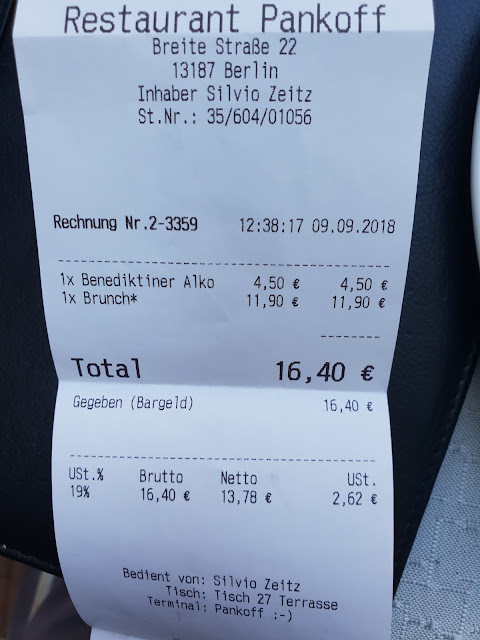 Restaurant Pankoff
Breite Straße 22
13187 Berlin
Inhaber Silvio Zeitz
St.Nr.: 35/604/01056
Rechnung Nr.2-3359 12:38:17 09.09.2018
1x Benediktiner Alko 4,50 € 4,50 €
1x Brunch* 11,90 € 11,90 €
Total 16,40 €
Gegeben (Bargeld) 16,40 €
USt.% Brutto Netto USt.
19% 16,40 € 13,78 € 2,62 €
Bedient von: Silvio Zeitz
Tisch: Tisch 27 Terrasse
Terminal: Pankoff :-)